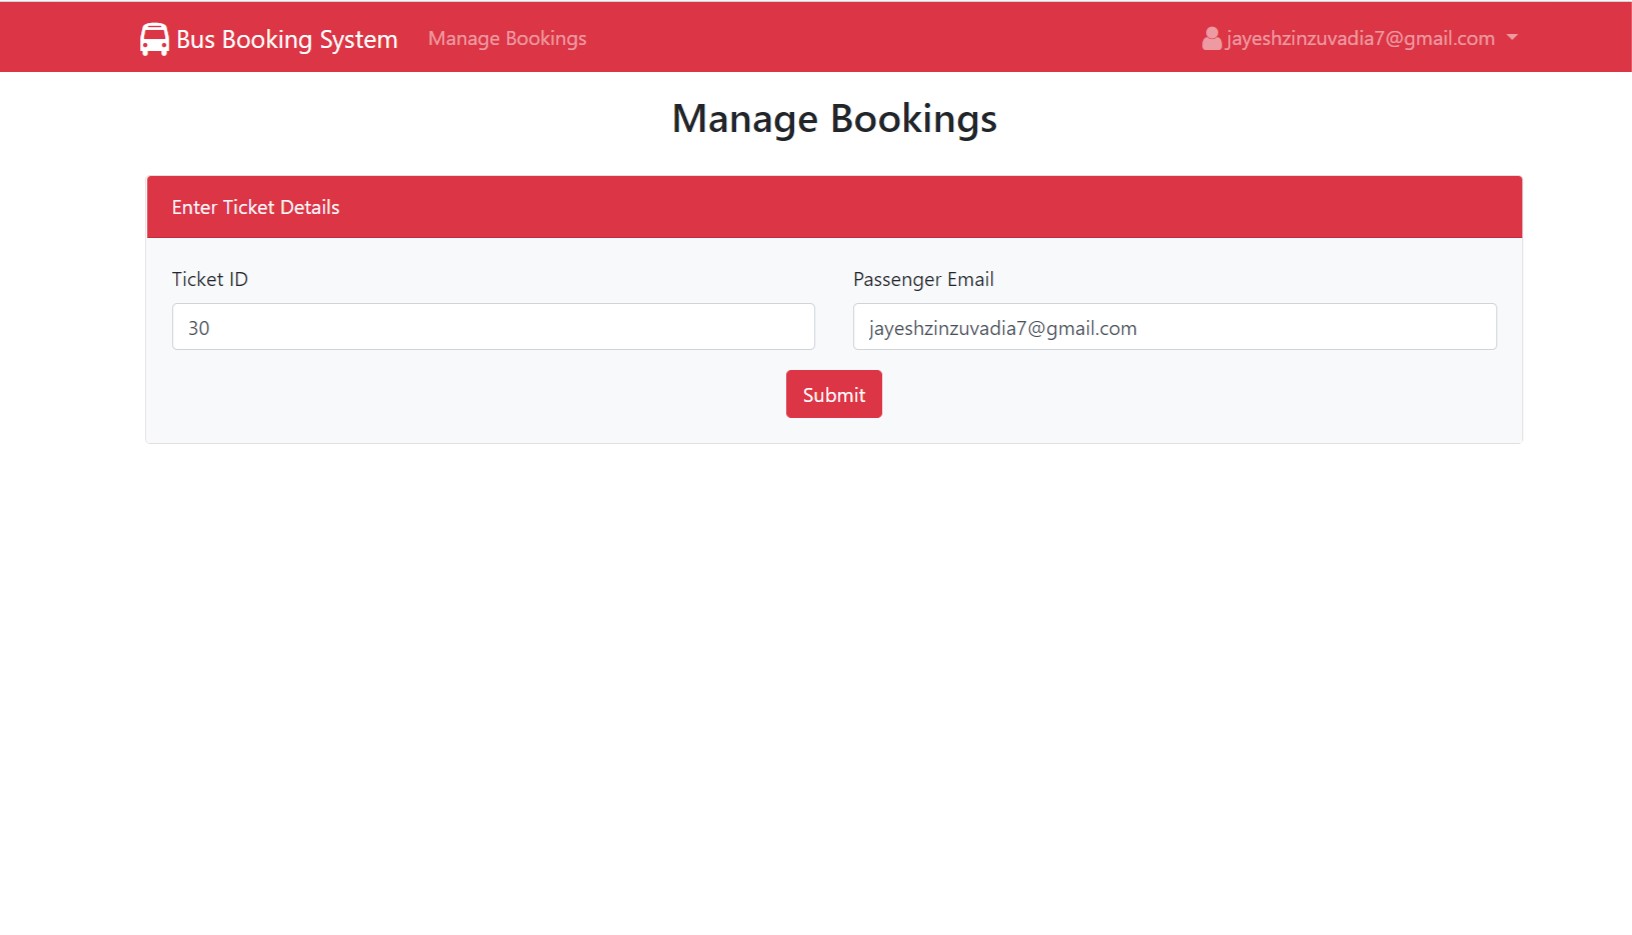 Bus Booking System Manage Bookings jayeshzinzuvadia7@gmail.com
Manage Bookings
Enter Ticket Details
Ticket ID Passenger Email
30 jayeshzinzuvadia7@gmail.com
Submit